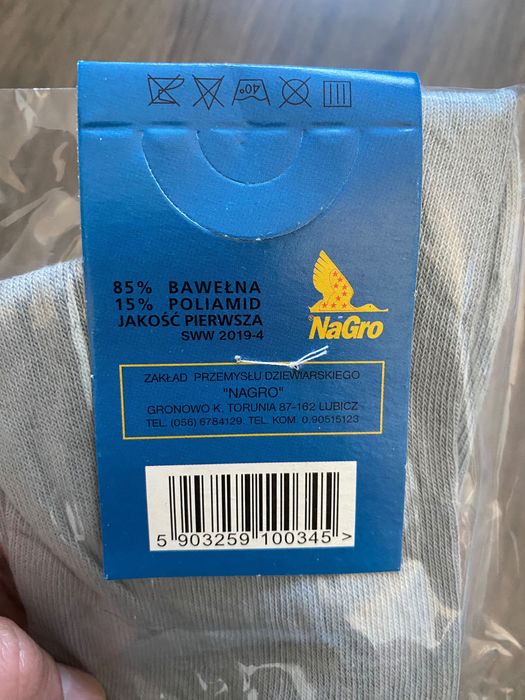 40°
85% BAWEŁNA
15% POLIAMID
JAKOŚĆ PIERWSZA
SWW 2019-4
NaGro
ZAKŁAD PRZEMYSŁU DZIEWIARSKIEGO
"NAGRO"
GRONOWO K. TORUNIA 87-162 LUBICZ
TEL. (056) 6784129. TEL. KOM. 0.90515123
5 903259 100345 >